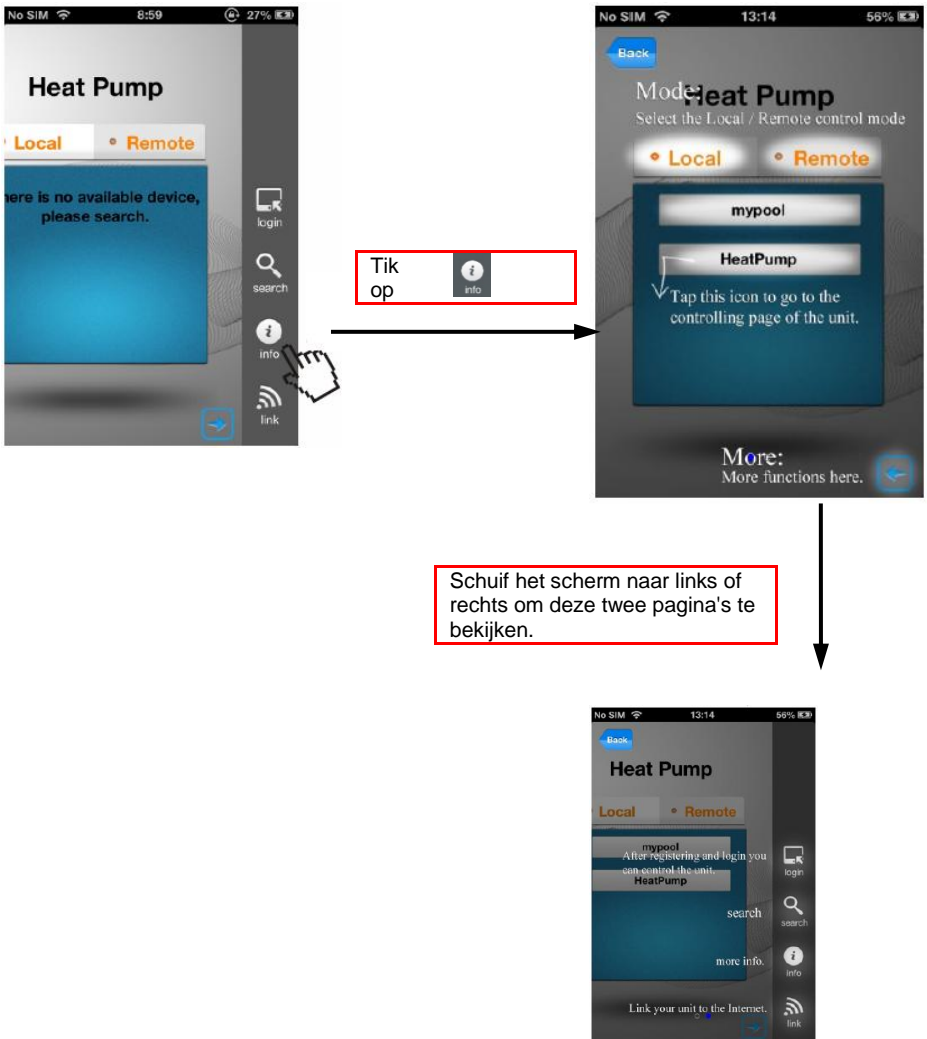 No SIM 8:59 27%
Heat Pump
Local Remote
here is no available device,
please search.
login
search
info
link
Tik
op
info
No SIM 13:14 56%
Back
Mode:
Heat Pump
Select the Local / Remote control mode
Local Remote
mypool
HeatPump
Tap this icon to go to the
controlling page of the unit.
More:
More functions here.
Schuif het scherm naar links of
rechts om deze twee pagina's te
bekijken.
No SIM 13:14 56%
Back
Heat Pump
Local Remote
mypool
After registering and login you
can control the unit.
HeatPump
login
search
search
more info.
info
Link your unit to the Internet.
link